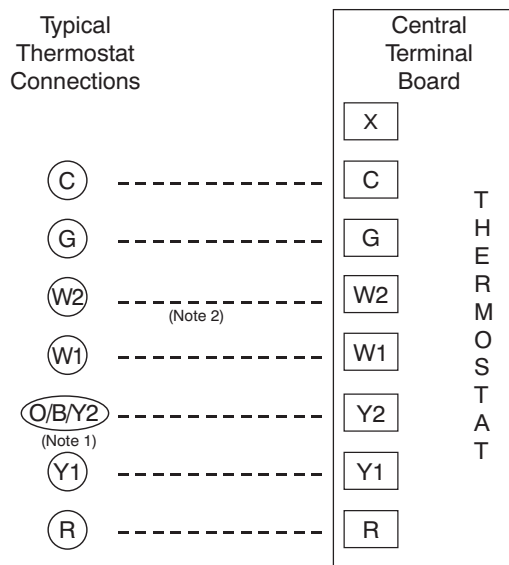 Typical
Thermostat
Connections
Central
Terminal
Board
X
C
C
G
G
W2
W2
(Note 2)
W1
W1
O/B/Y2
Y2
(Note 1)
Y1
Y1
R
R
THERMOSTAT